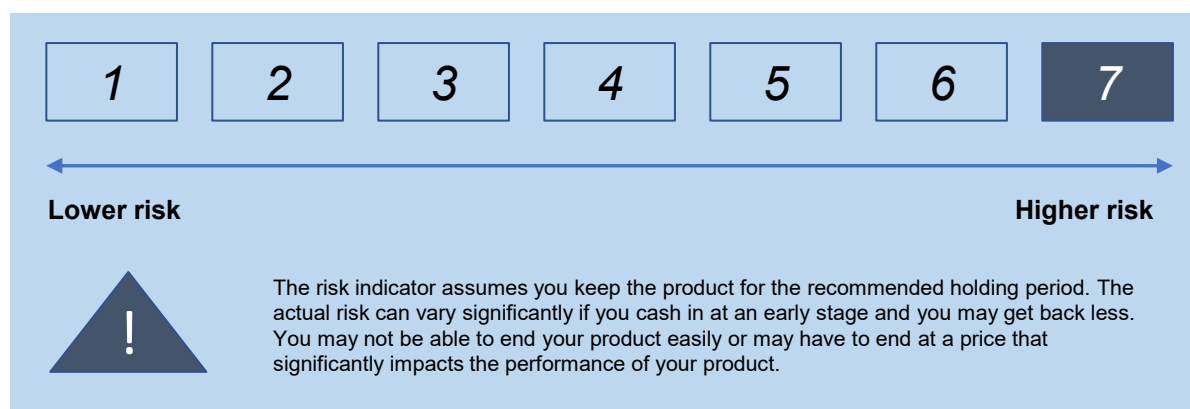 1 2 3 4 5 6 7
Lower risk Higher risk
!
The risk indicator assumes you keep the product for the recommended holding period. The
actual risk can vary significantly if you cash in at an early stage and you may get back less.
You may not be able to end your product easily or may have to end at a price that
significantly impacts the performance of your product.